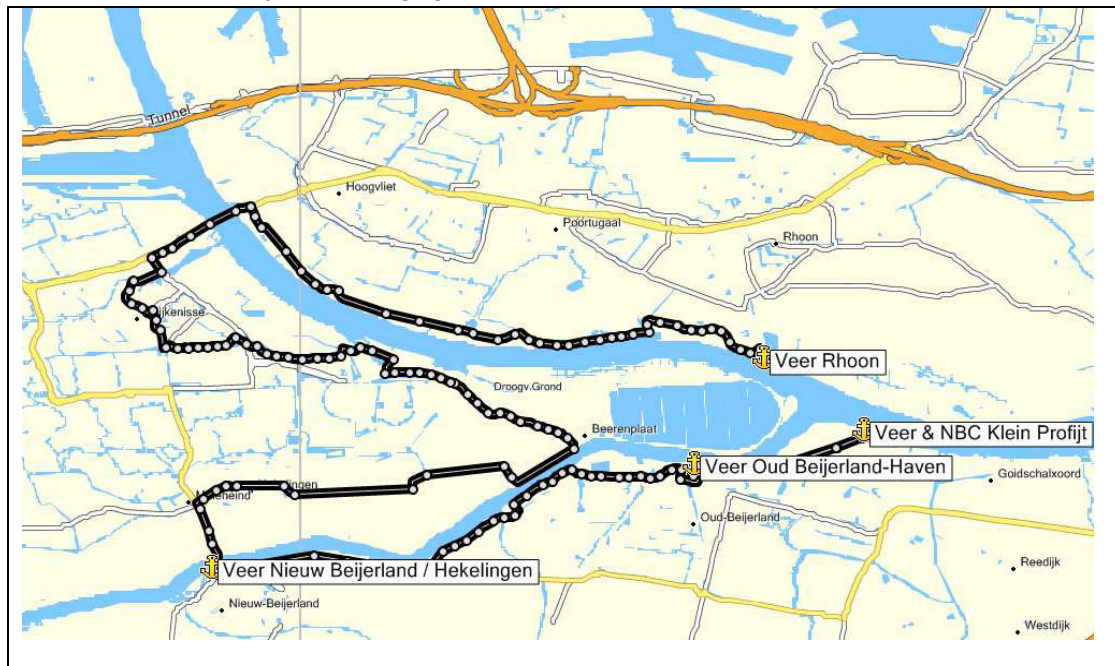 Tunnel
Hoogvliet
Poortugaal
Rhoon
Veer Rhoon
Droogv.Grond
Beerenplaat
Veer & NBC Klein Profijt
Veer Oud Beijerland-Haven
Goidschalxoord
Oud-Beijerland
Veer Nieuw Beijerland / Hekelingen
Reedijk
Nieuw-Beijerland
Westdijk